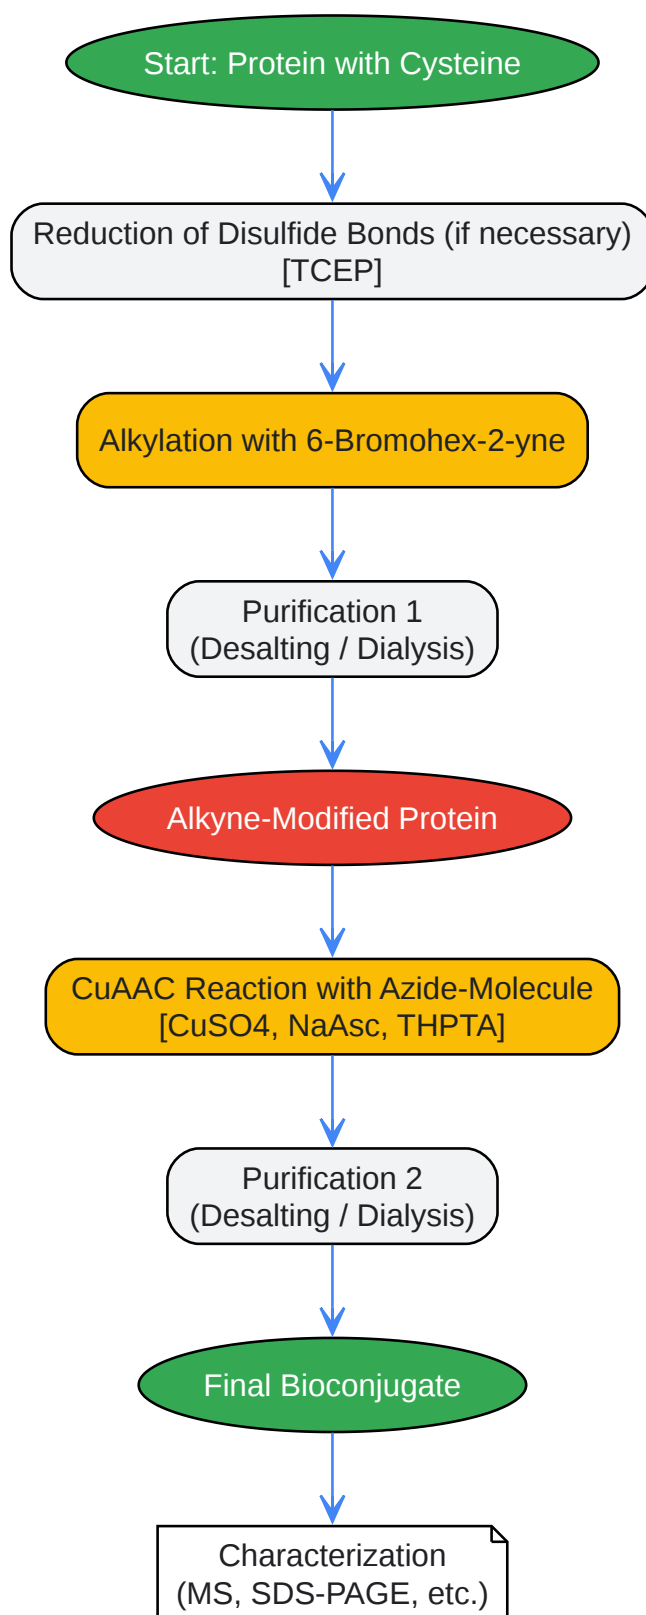 Start: Protein with Cysteine
Reduction of Disulfide Bonds (if necessary)
[TCEP]
Alkylation with 6-Bromohex-2-yne
Purification 1
(Desalting / Dialysis)
Alkyne-Modified Protein
CuAAC Reaction with Azide-Molecule
[CuSO4, NaAsc, THPTA]
Purification 2
(Desalting / Dialysis)
Final Bioconjugate
Characterization
(MS, SDS-PAGE, etc.)